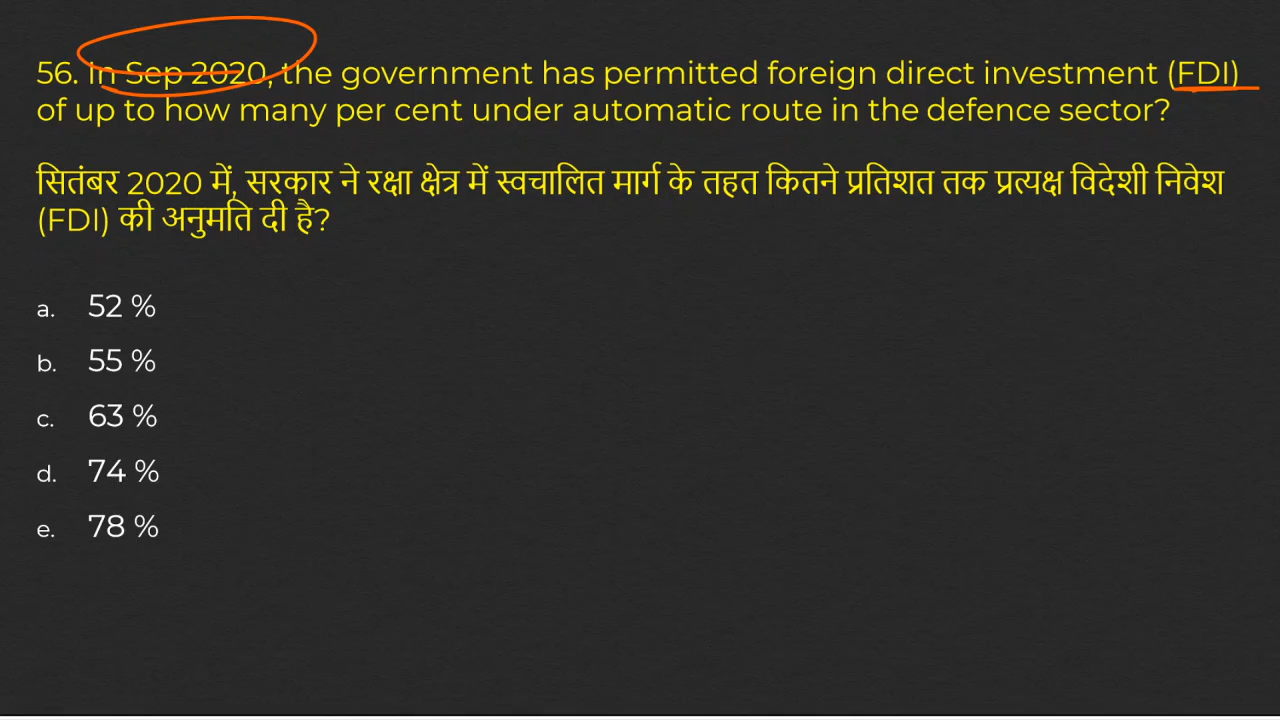 56. In Sep 2020, the government has permitted foreign direct investment (FDI)
of up to how many per cent under automatic route in the defence sector?
सितंबर 2020 में, सरकार ने रक्षा क्षेत्र में स्वचालित मार्ग के तहत कितने प्रतिशत तक प्रत्यक्ष विदेशी निवेश
(FDI) की अनुमति दी है?
a. 52 %
b. 55 %
c. 63 %
d. 74 %
e. 78 %